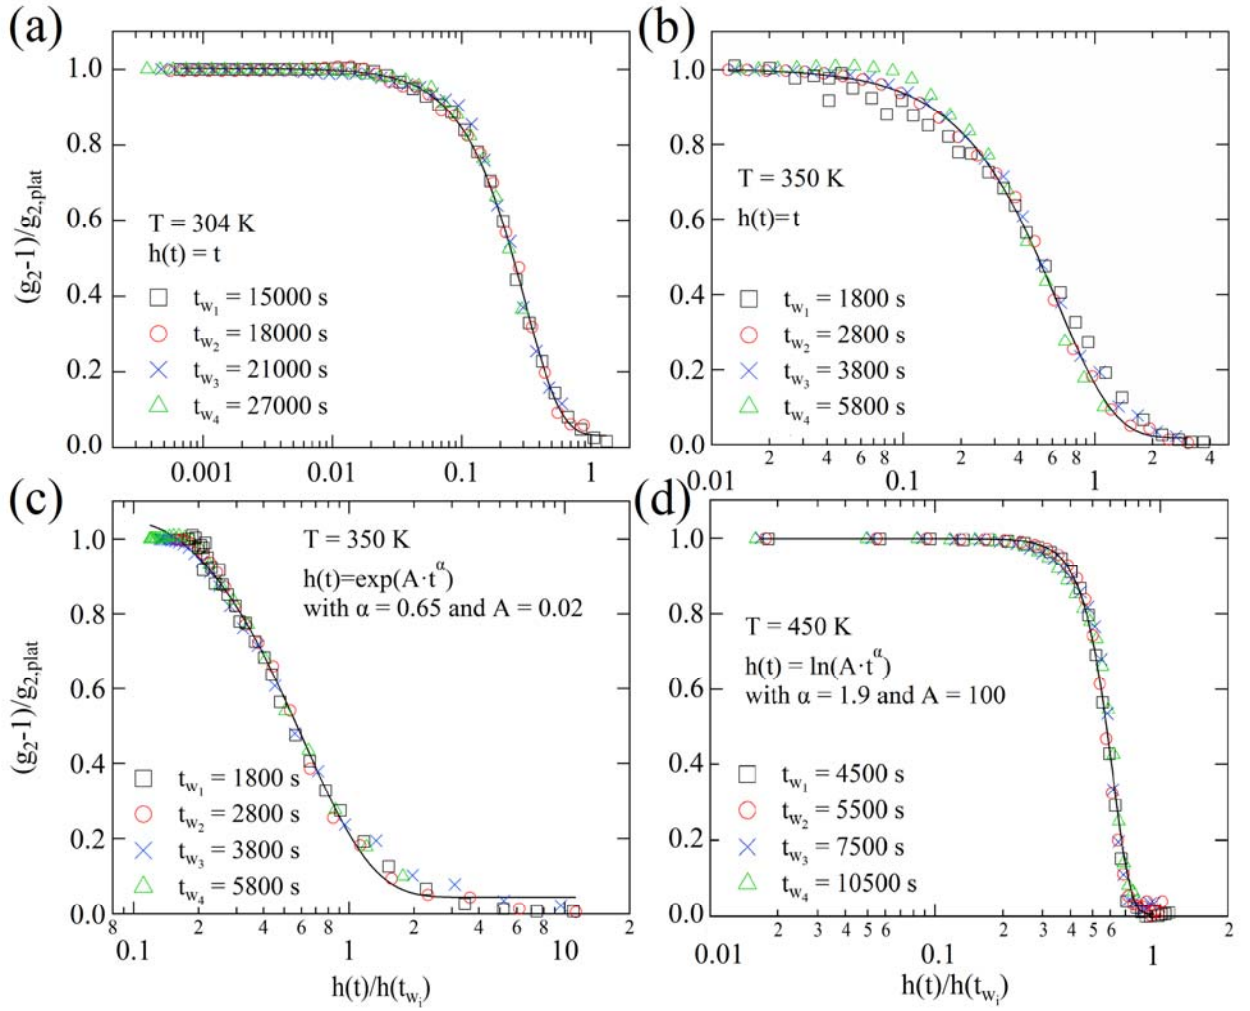 (a)
(g₂-1)/g₂,plat
1.0
0.8
0.6
0.4
0.2
0.0
T = 304 K
h(t) = t
tw₁ = 15000 s
tw₂ = 18000 s
tw₃ = 21000 s
tw₄ = 27000 s
0.001 0.01 0.1 1
(b)
1.0
0.8
0.6
0.4
0.2
0.0
T = 350 K
h(t)=t
tw₁ = 1800 s
tw₂ = 2800 s
tw₃ = 3800 s
tw₄ = 5800 s
2 4 6 8 2 4 6 8 2 4
0.01 0.1 1
(c)
(g₂-1)/g₂,plat
1.0
0.8
0.6
0.4
0.2
0.0
T = 350 K
h(t)=exp(A·tα)
with α = 0.65 and A = 0.02
tw₁ = 1800 s
tw₂ = 2800 s
tw₃ = 3800 s
tw₄ = 5800 s
8 2 4 6 8 2 4 6 8 2
0.1 1 10
h(t)/h(twᵢ)
(d)
1.0
0.8
0.6
0.4
0.2
0.0
T = 450 K
h(t) = ln(A·tα)
with α = 1.9 and A = 100
tw₁ = 4500 s
tw₂ = 5500 s
tw₃ = 7500 s
tw₄ = 10500 s
2 3 4 5 6 2 3 4 5 6 2
0.01 0.1 1
h(t)/h(twᵢ)